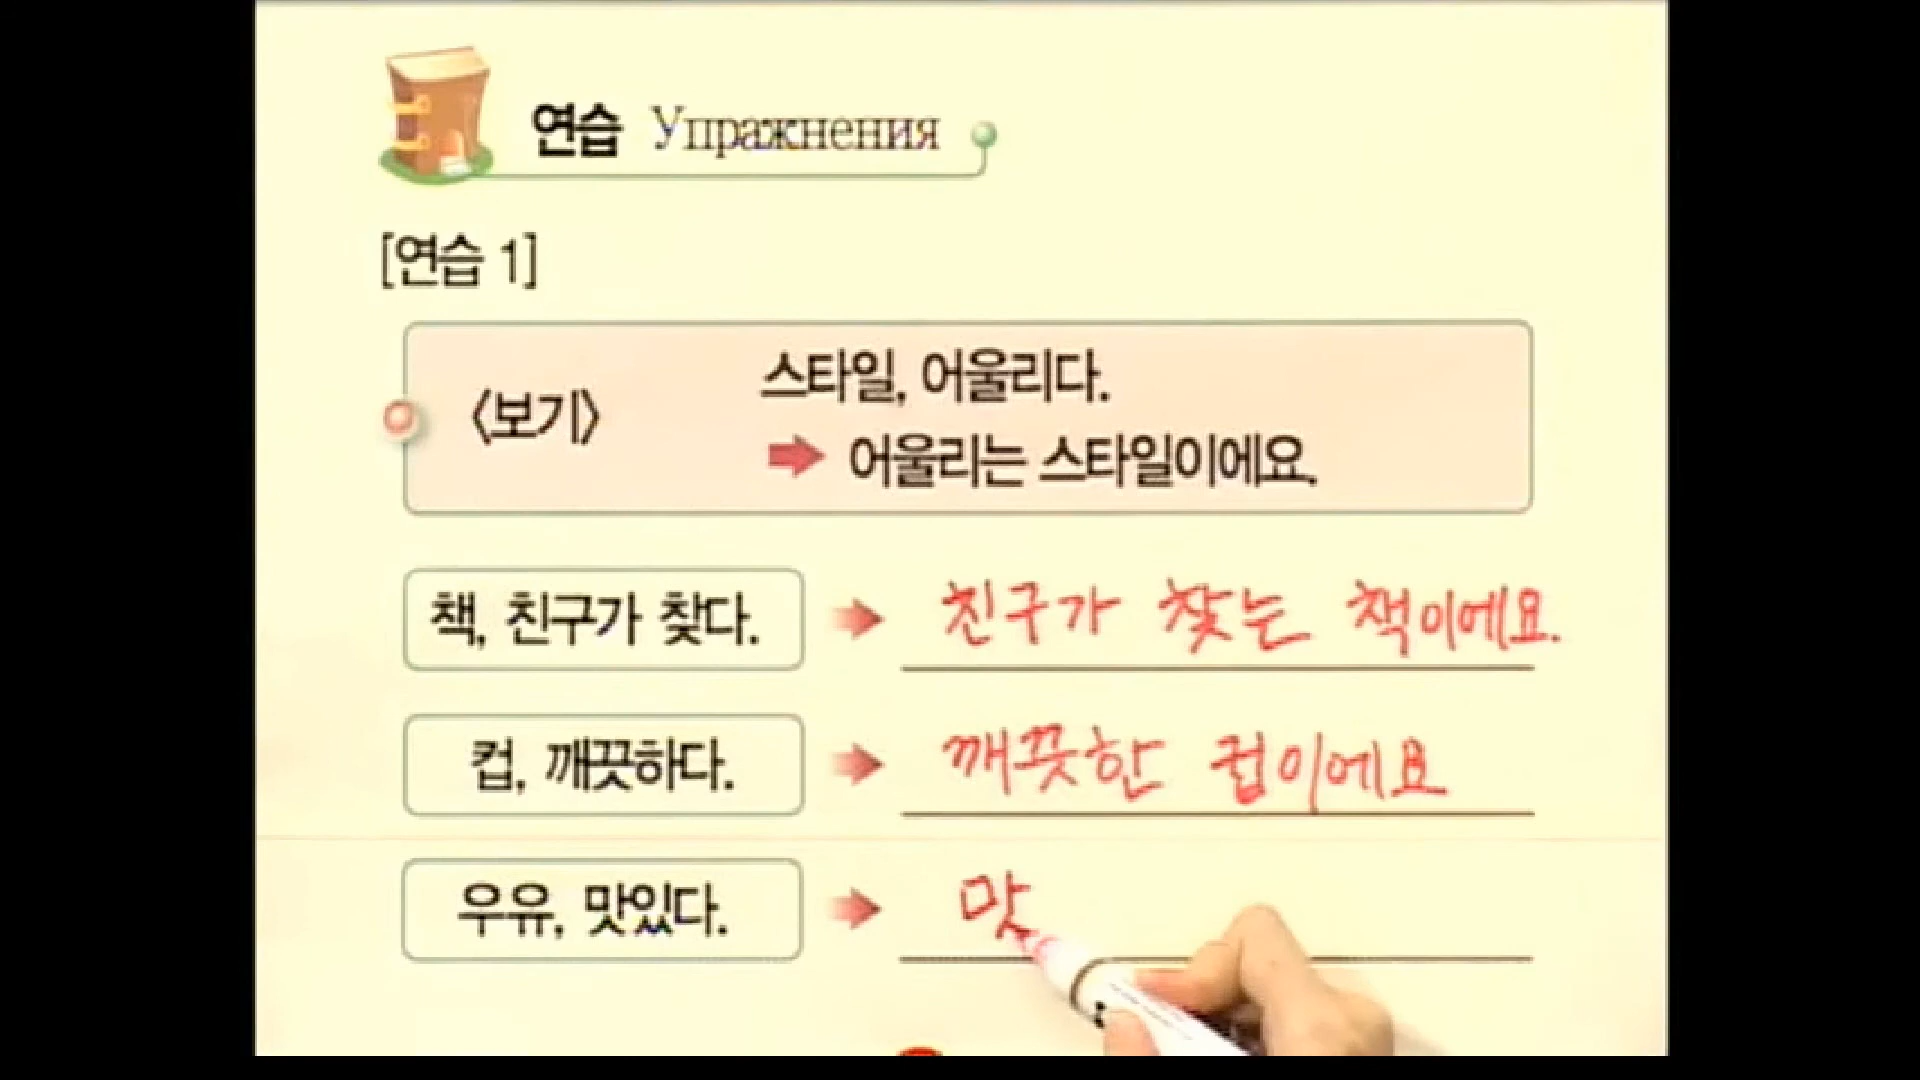 연습 Упражнения
[연습 1]
〈보기〉
스타일, 어울리다.
어울리는 스타일이에요.
책, 친구가 찾다.
친구가 찾는 책이에요.
컵, 깨끗하다.
깨끗한 컵이에요
우유, 맛있다.
맛